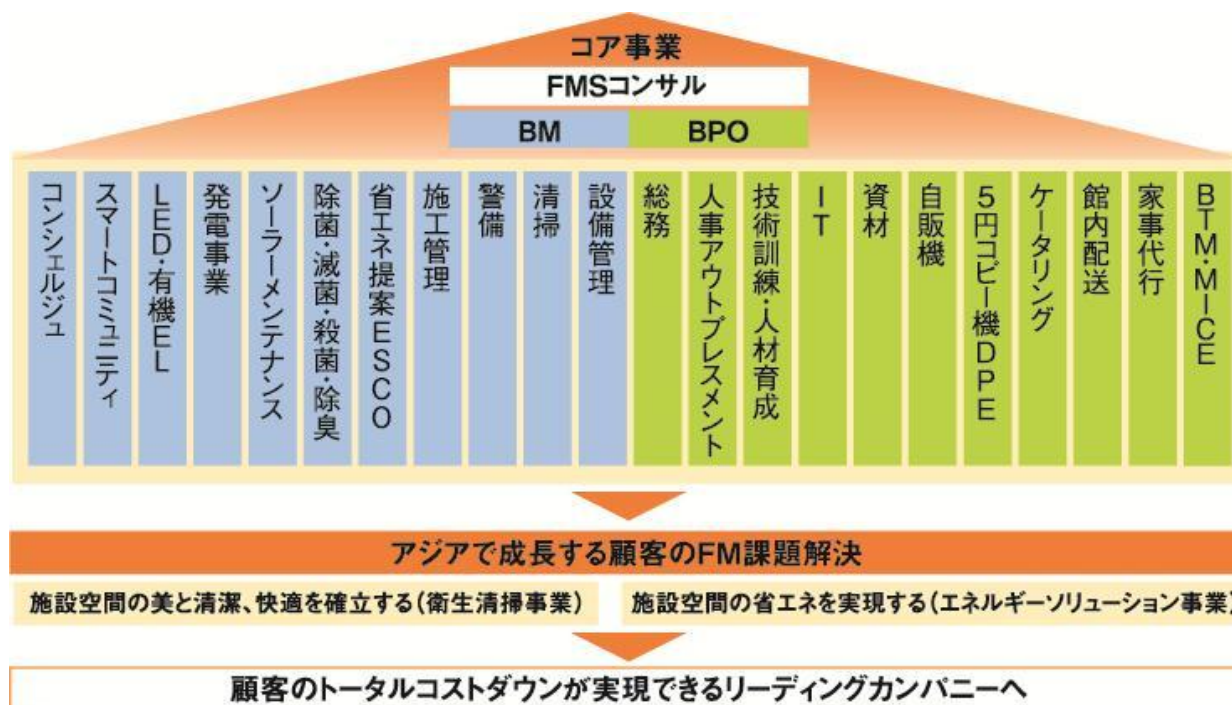 コア事業
FMSコンサル
BM
BPO
コンシェルジュ
スマートコミュニティ
LED・有機EL
発電事業
ソーラーメンテナンス
除菌・滅菌・殺菌・除臭
省エネ提案ESCO
施工管理
警備
清掃
設備管理
総務
人事アウトプレスメント
技術訓練・人材育成
IT
資材
自販機
5円コピー機DPE
ケータリング
館内配送
家事代行
BTM・MICE
アジアで成長する顧客のFM課題解決
施設空間の美と清潔、快適を確立する(衛生清掃事業)
施設空間の省エネを実現する(エネルギーソリューション事業)
顧客のトータルコストダウンが実現できるリーディングカンパニーへ